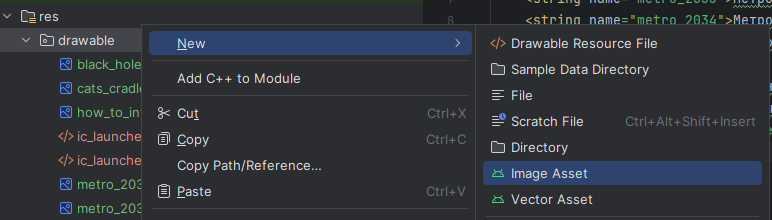 res
drawable
black_hole
cats_cradl
how_to_in
ic_launche
ic_launche
metro_203
metro_203
New
Add C++ to Module
Cut Ctrl+X
Copy Ctrl+C
Copy Path/Reference...
Paste Ctrl+V
8 <string name="metro_2034">Метро
Drawable Resource File
Sample Data Directory
File
Scratch File Ctrl+Alt+Shift+Insert
Directory
Image Asset
Vector Asset